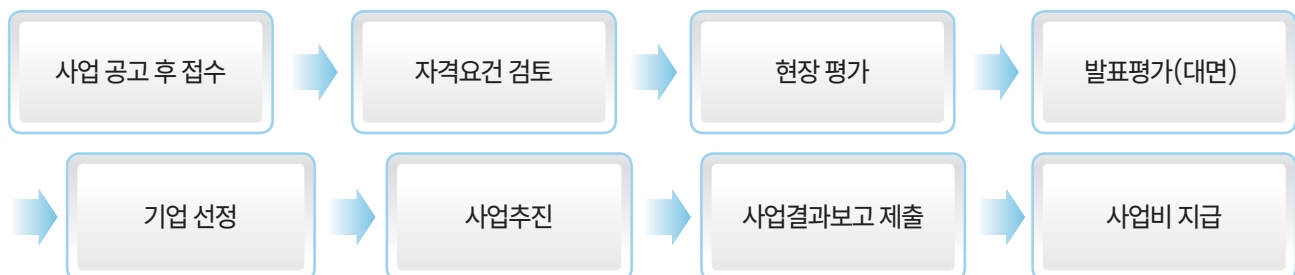 사업 공고 후 접수
자격요건 검토
현장 평가
발표평가(대면)
기업 선정
사업추진
사업결과보고 제출
사업비 지급